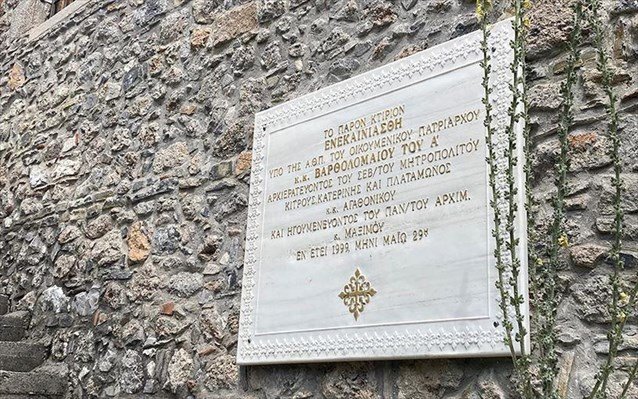 ΤΟ ΠΑΡΟΝ ΚΤΙΡΙΟΝ
ΕΝΕΚΑΙΝΙΑΣΘΗ
ΥΠΟ ΤΗΣ Α.Θ.Π. ΤΟΥ ΟΙΚΟΥΜΕΝΙΚΟΥ ΠΑΤΡΙΑΡΧΟΥ
κ.κ. ΒΑΡΘΟΛΟΜΑΙΟΥ ΤΟΥ Α΄
ΑΡΧΙΕΡΑΤΕΥΟΝΤΟΣ ΤΟΥ ΣΕΒ/ΤΟΥ ΜΗΤΡΟΠΟΛΙΤΟΥ
ΚΙΤΡΟΥΣ,ΚΑΤΕΡΙΝΗΣ ΚΑΙ ΠΛΑΤΑΜΩΝΟΣ
κ.κ. ΑΓΑΘΟΝΙΚΟΥ
ΚΑΙ ΗΓΟΥΜΕΝΕΥΟΝΤΟΣ ΤΟΥ ΠΑΝ/ΤΟΥ ΑΡΧΙΜ.
κ. ΜΑΞΙΜΟΥ
ΕΝ ΕΤΕΙ 1999, ΜΗΝΙ ΜΑΪΩ 29η